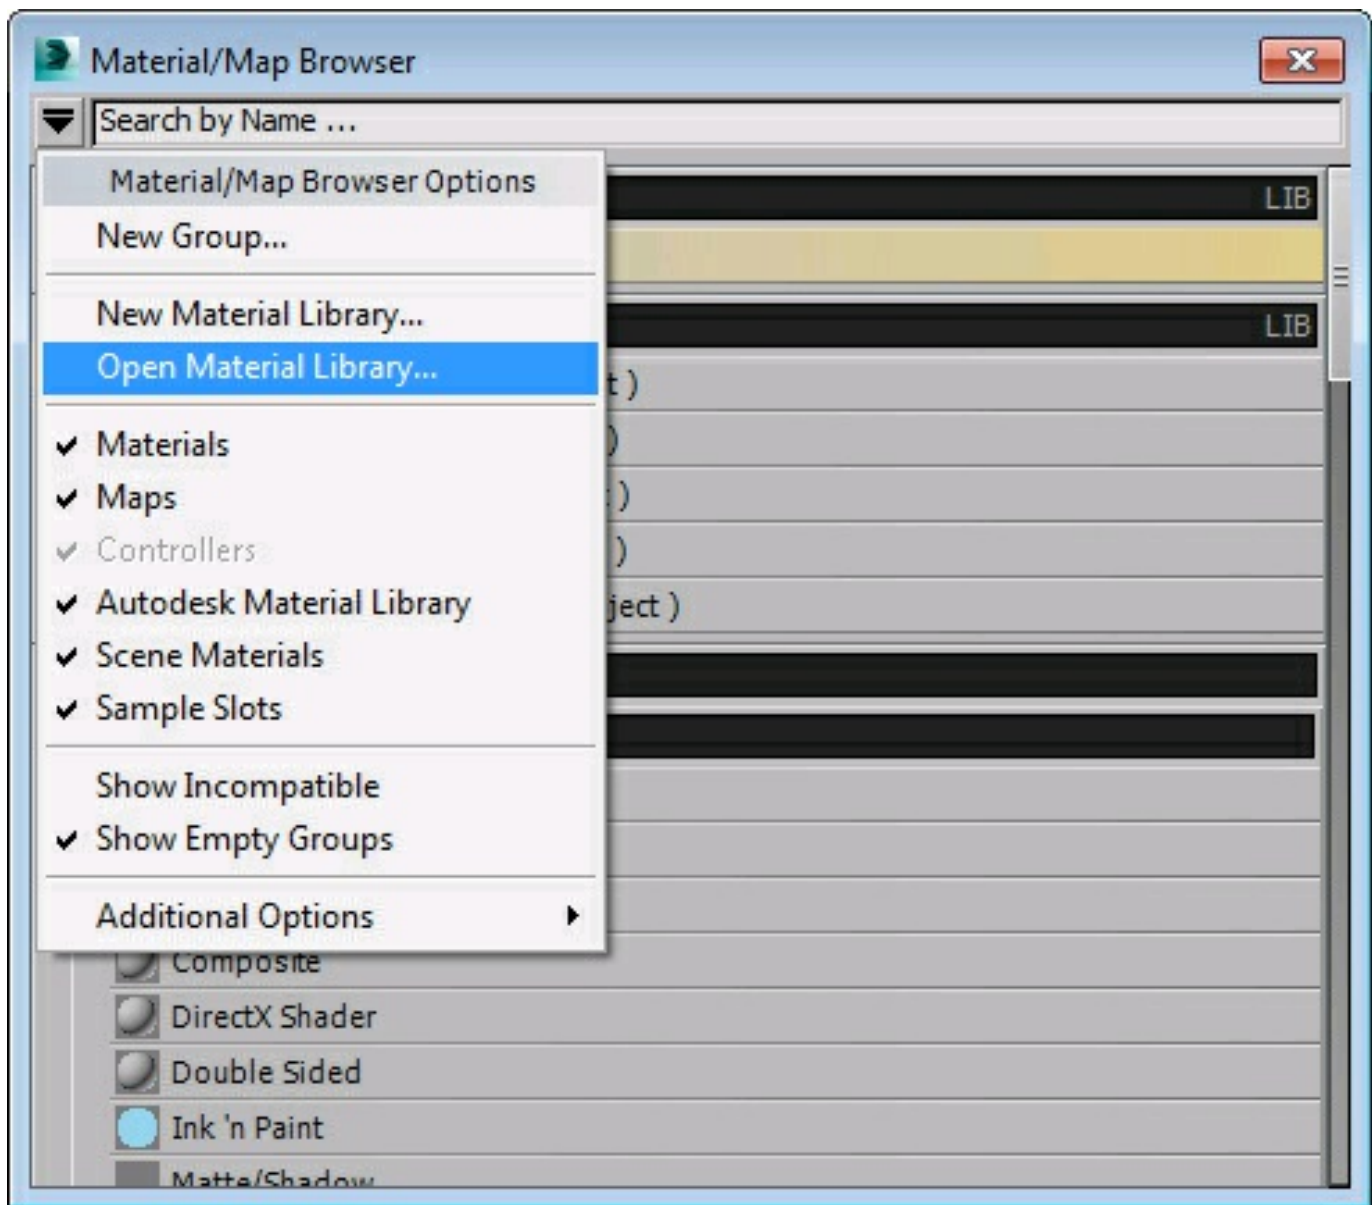 Material/Map Browser
Search by Name ...
Material/Map Browser Options
LIB
New Group...
New Material Library...
LIB
Open Material Library...
t )
)
Materials
Maps
: )
Controllers
)
Autodesk Material Library
ject )
Scene Materials
Sample Slots
Show Incompatible
Show Empty Groups
Additional Options
Composite
DirectX Shader
Double Sided
Ink 'n Paint
Matte/Shadow